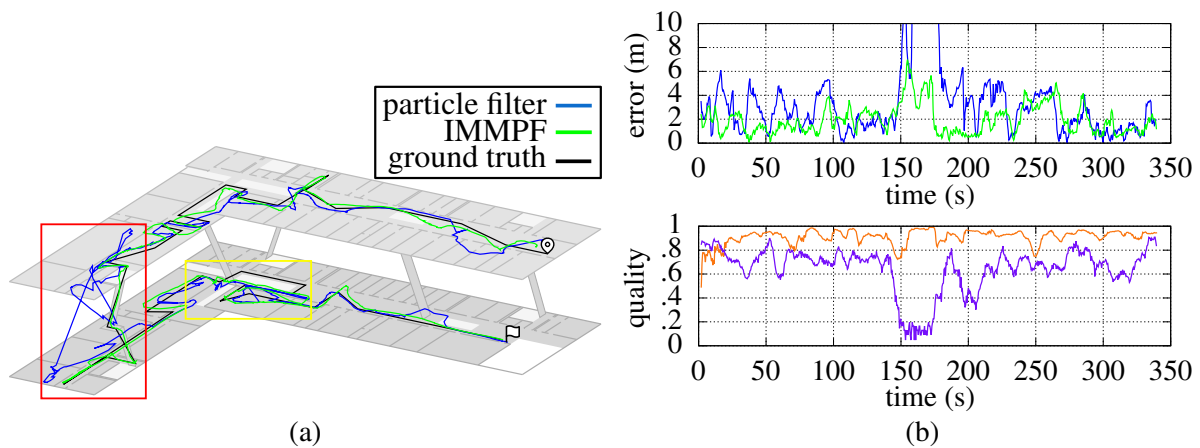 particle filter
IMMPF
ground truth
(a)
10
8
6
4
2
0
error (m)
0 50 100 150 200 250 300 350
time (s)
1
.8
.6
.4
.2
0
quality
0 50 100 150 200 250 300 350
time (s)
(b)